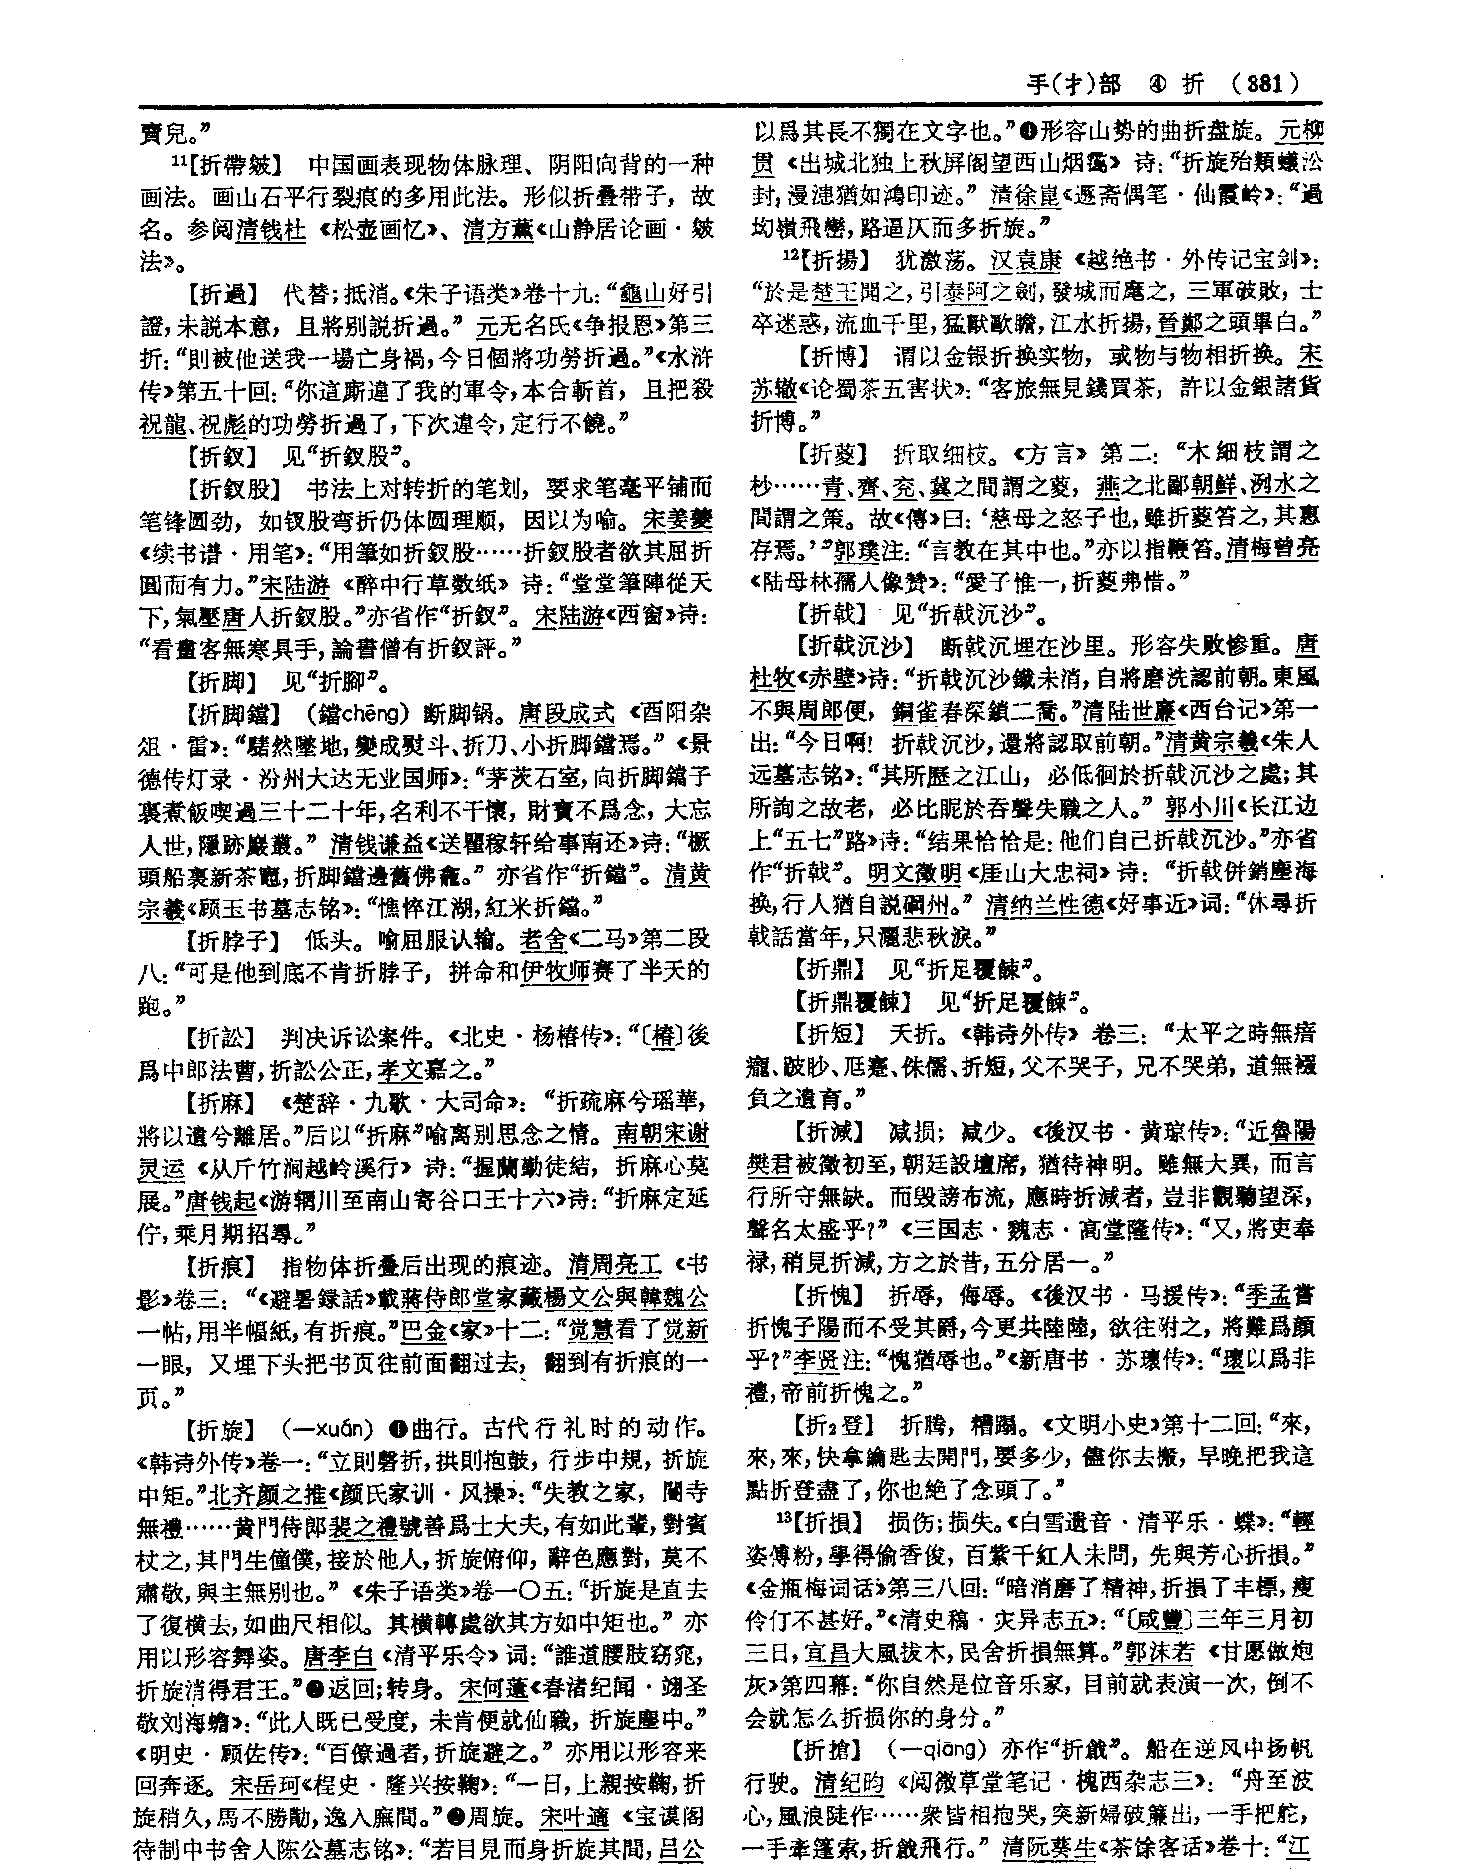 手(扌)部　④　折　(381)
寶兒。”
11【折帶皴】　中国画表现物体脉理、阴阳向背的一种
画法。画山石平行裂痕的多用此法。形似折叠带子，故
名。参阅清钱杜《松壶画忆》、清方薰《山静居论画·皴
法》。
【折過】　代替；抵消。《朱子语类》卷十九：“龜山好引
證，未説本意，且將别説折過。”元无名氏《争报恩》第三
折：“則被他送我一場亡身禍，今日個將功勞折過。”《水浒
传》第五十回：“你這廝違了我的軍令，本合斬首，且把殺
祝龍、祝彪的功勞折過了，下次違令，定行不饒。”
【折釵】　见“折釵股”。
【折釵股】　书法上对转折的笔划，要求笔毫平铺而
笔锋圆劲，如钗股弯折仍体圆理顺，因以为喻。宋姜夔
《续书谱·用笔》：“用筆如折釵股……折釵股者欲其屈折
圓而有力。”宋陆游《醉中行草数纸》诗：“堂堂筆陣從天
下，氣壓唐人折釵股。”亦省作“折釵”。宋陆游《西窗》诗：
“看畫客無寒具手，論書僧有折釵評。”
【折脚】　见“折腳”。
【折脚鐺】　（鐺chēng）断脚锅。唐段成式《酉阳杂
俎·雷》：“騞然墜地，變成熨斗、折刀、小折脚鐺焉。”《景
德传灯录·汾州大达无业国师》：“茅茨石室，向折脚鐺子
裏煮飯喫過三十二十年，名利不干懷，財寶不爲念，大忘
人世，隱跡巖叢。”清钱谦益《送瞿稼轩给事南还》诗：“橛
頭船裏新茶竈，折脚鐺邊舊佛龕。”亦省作“折鐺”。清黄
宗羲《顾玉书墓志铭》：“憔悴江湖，紅米折鐺。”
【折脖子】　低头。喻屈服认输。老舍《二马》第二段
八：“可是他到底不肯折脖子，拼命和伊牧师赛了半天的
跑。”
【折訟】　判决诉讼案件。《北史·杨椿传》：“〔椿〕後
爲中郎法曹，折訟公正，孝文嘉之。”
【折麻】　《楚辞·九歌·大司命》：“折疏麻兮瑶華，
將以遺兮離居。”后以“折麻”喻离别思念之情。南朝宋谢
灵运《从斤竹涧越岭溪行》诗：“握蘭勤徒結，折麻心莫
展。”唐钱起《游辋川至南山寄谷口王十六》诗：“折麻定延
佇，乘月期招尋。”
【折痕】　指物体折叠后出现的痕迹。清周亮工《书
影》卷三：“《避暑録話》載蔣侍郎堂家藏楊文公與韓魏公
一帖，用半幅紙，有折痕。”巴金《家》十二：“觉慧看了觉新
一眼，又埋下头把书页往前面翻过去，翻到有折痕的一
页。”
【折旋】　（—xuán）❶曲行。古代行礼时的动作。
《韩诗外传》卷一：“立則磬折，拱則抱鼓，行步中規，折旋
中矩。”北齐颜之推《颜氏家训·风操》：“失教之家，閽寺
無禮……黄門侍郎裴之禮號善爲士大夫，有如此輩，對賓
杖之，其門生僮僕，接於他人，折旋俯仰，辭色應對，莫不
肅敬，與主無别也。”《朱子语类》卷一〇五：“折旋是直去
了復横去，如曲尺相似。其横轉處欲其方如中矩也。”亦
用以形容舞姿。唐李白《清平乐令》词：“誰道腰肢窈窕，
折旋消得君王。”❷返回；转身。宋何薳《春渚纪闻·翊圣
敬刘海蟾》：“此人既已受度，未肯便就仙職，折旋塵中。”
《明史·顾佐传》：“百僚過者，折旋避之。”亦用以形容来
回奔逐。宋岳珂《桯史·隆兴按鞠》：“一日，上親按鞠，折
旋稍久，馬不勝勩，逸入廡間。”❸周旋。宋叶適《宝谟阁
待制中书舍人陈公墓志铭》：“若目見而身折旋其間，吕公
以爲其長不獨在文字也。”❹形容山势的曲折盘旋。元柳
贯《出城北独上秋屏阁望西山烟霭》诗：“折旋殆類蟻沿
封，漫漶猶如鴻印迹。”清徐崑《遯斋偶笔·仙霞岭》：“過
㘭嶺飛巒，路逼仄而多折旋。”
12【折揚】　犹激荡。汉袁康《越绝书·外传记宝剑》：
“於是楚王聞之，引泰阿之劍，登城而麾之，三軍破敗，士
卒迷惑，流血千里，猛獸歐瞻，江水折揚，晉鄭之頭畢白。”
【折博】　谓以金银折换实物，或物与物相折换。宋
苏辙《论蜀茶五害状》：“客旅無見錢買茶，許以金銀諸貨
折博。”
【折葼】　折取细枝。《方言》第二：“木細枝謂之
杪……青、齊、兖、冀之間謂之葼，燕之北鄙朝鮮、洌水之
間謂之策。故《傳》曰：‘慈母之怒子也，雖折葼笞之，其惠
存焉。’”郭璞注：“言教在其中也。”亦以指鞭笞。清梅曾亮
《陆母林孺人像赞》：“愛子惟一，折葼弗惜。”
【折戟】　见“折戟沉沙”。
【折戟沉沙】　断戟沉埋在沙里。形容失败惨重。唐
杜牧《赤壁》诗：“折戟沉沙鐵未消，自將磨洗認前朝。東風
不與周郎便，銅雀春深鎖二喬。”清陆世廉《西台记》第一
出：“今日啊！折戟沉沙，還將認取前朝。”清黄宗羲《朱人
远墓志铭》：“其所歷之江山，必低徊於折戟沉沙之處；其
所詢之故老，必比昵於吞聲失職之人。”郭小川《长江边
上“五七”路》诗：“结果恰恰是：他们自己折戟沉沙。”亦省
作“折戟”。明文徵明《厓山大忠祠》诗：“折戟併銷塵海
换，行人猶自説碙州。”清纳兰性德《好事近》词：“休尋折
戟話當年，只灑悲秋淚。”
【折鼎】　见“折足覆餗”。
【折鼎覆餗】　见“折足覆餗”。
【折短】　夭折。《韩诗外传》卷三：“太平之時無瘖
癃、跛眇、尫蹇、侏儒、折短，父不哭子，兄不哭弟，道無襁
負之遺育。”
【折減】　减损；减少。《後汉书·黄琼传》：“近魯陽
樊君被徵初至，朝廷設壇席，猶待神明。雖無大異，而言
行所守無缺。而毁謗布流，應時折減者，豈非觀聽望深，
聲名太盛乎？”《三国志·魏志·高堂隆传》：“又，將吏奉
禄，稍見折減，方之於昔，五分居一。”
【折愧】　折辱，侮辱。《後汉书·马援传》：“季孟嘗
折愧子陽而不受其爵，今更共陸陸，欲往附之，將難爲顔
乎？”李贤注：“愧猶辱也。”《新唐书·苏瓌传》：“瓌以爲非
禮，帝前折愧之。”
【折₂登】　折腾，糟蹋。《文明小史》第十二回：“來，
來，來，快拿鑰匙去開門，要多少，儘你去搬，早晚把我這
點折登盡了，你也絶了念頭了。”
13【折損】　损伤；损失。《白雪遗音·清平乐·蝶》：“輕
姿傅粉，學得偷香俊，百紫千紅人未問，先與芳心折損。”
《金瓶梅词话》第三八回：“暗消磨了精神，折損了丰標，瘦
伶仃不甚好。”《清史稿·灾异志五》：“〔咸豐〕三年三月初
三日，宜昌大風拔木，民舍折損無算。”郭沫若《甘愿做炮
灰》第四幕：“你自然是位音乐家，目前就表演一次，倒不
会就怎么折损你的身分。”
【折搶】　（—qiāng）亦作“折戧”。船在逆风中扬帆
行驶。清纪昀《阅微草堂笔记·槐西杂志三》：“舟至波
心，風浪陡作……衆皆相抱哭，突新婦破簾出，一手把舵，
一手牽篷索，折戧飛行。”清阮葵生《茶馀客话》卷十：“江